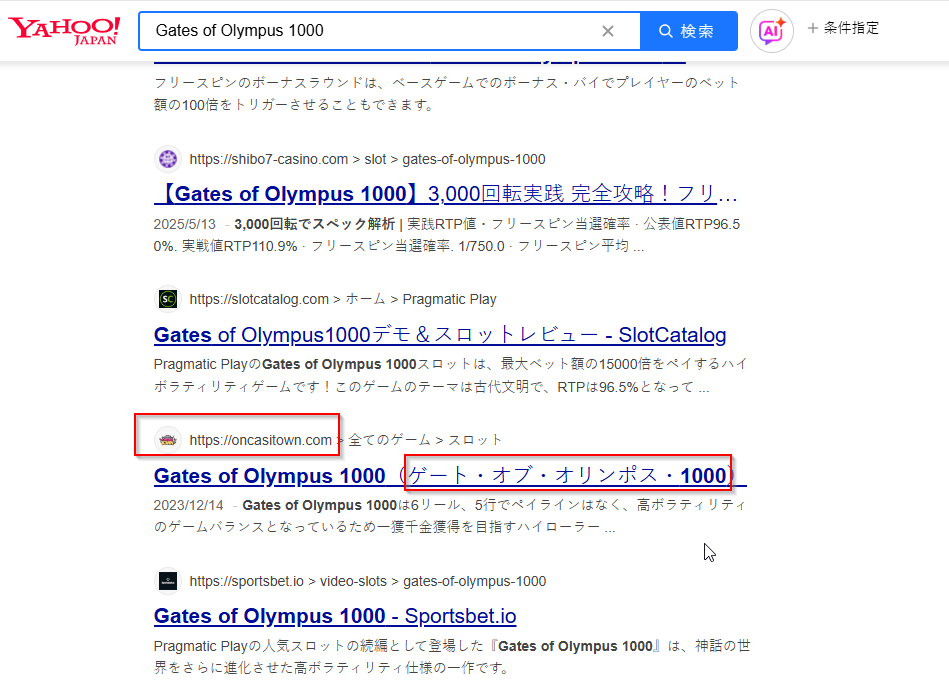 YAHOO! JAPAN
Gates of Olympus 1000
検索
AI
+ 条件指定
フリースピンのボーナスラウンドは、ベースゲームでのボーナス・バイでプレイヤーのベット
額の100倍をトリガーさせることもできます。
https://shibo7-casino.com > slot > gates-of-olympus-1000
【Gates of Olympus 1000】3,000回転実践 完全攻略！フリ…
2025/5/13 - 3,000回転でスペック解析 | 実践RTP値・フリースピン当選確率 · 公表値RTP96.5
0%. 実戦値RTP110.9% · フリースピン当選確率. 1/750.0 · フリースピン平均 ...
SC
https://slotcatalog.com > ホーム > Pragmatic Play
Gates of Olympus1000デモ＆スロットレビュー - SlotCatalog
Pragmatic PlayのGates of Olympus 1000スロットは、最大ベット額の15000倍をペイするハイ
ボラティリティゲームです！このゲームのテーマは古代文明で、RTPは96.5%となって ...
https://oncasitown.com > 全てのゲーム > スロット
Gates of Olympus 1000（ゲート・オブ・オリンポス・1000）
2023/12/14 - Gates of Olympus 1000は6リール、5行でペイラインはなく、高ボラティリティ
のゲームバランスとなっているため一獲千金獲得を目指すハイローラー ...
https://sportsbet.io > video-slots > gates-of-olympus-1000
Gates of Olympus 1000 - Sportsbet.io
Pragmatic Playの人気スロットの続編として登場した『Gates of Olympus 1000』は、神話の世
界をさらに進化させた高ボラティリティ仕様の一作です。